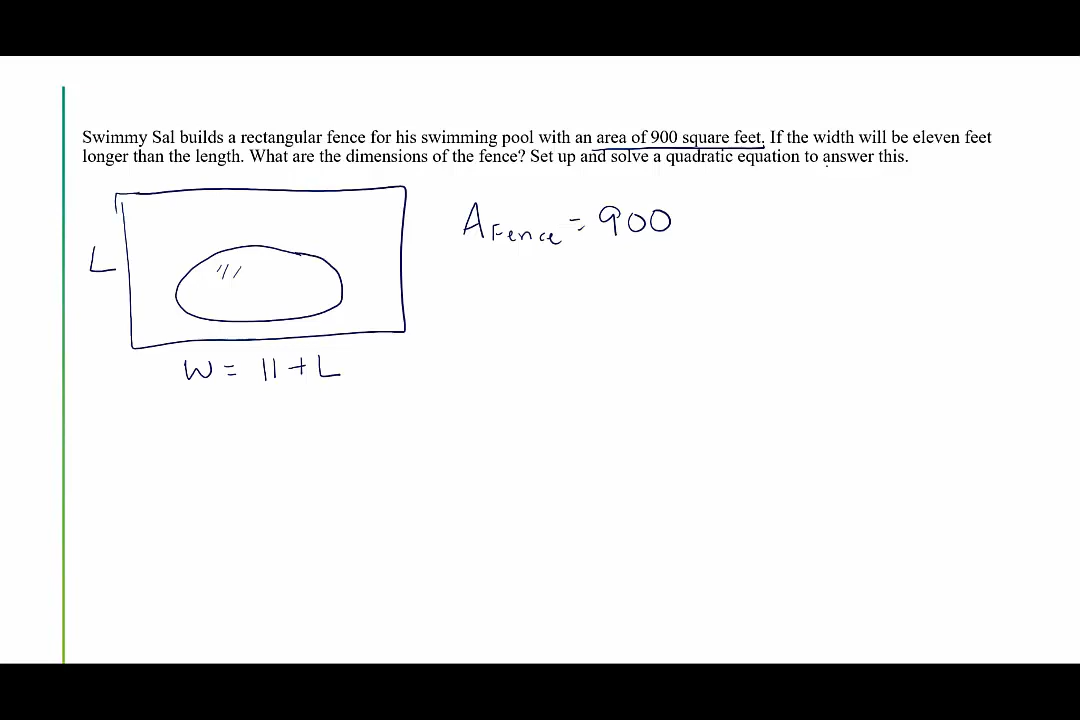 Swimmy Sal builds a rectangular fence for his swimming pool with an area of 900 square feet. If the width will be eleven feet
longer than the length. What are the dimensions of the fence? Set up and solve a quadratic equation to answer this.
A Fence = 900
L
W = 11 + L